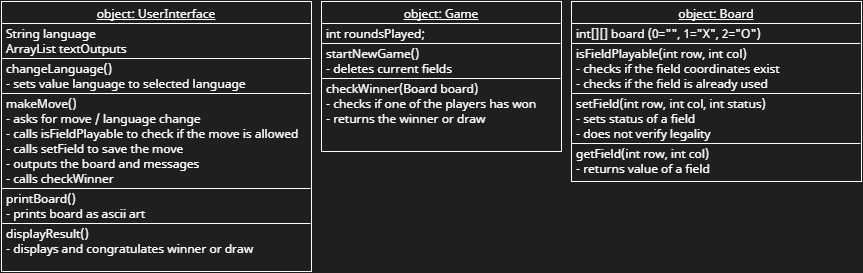 object: UserInterface
String language
ArrayList textOutputs
changeLanguage()
- sets value language to selected language
makeMove()
- asks for move / language change
- calls isFieldPlayable to check if the move is allowed
- calls setField to save the move
- outputs the board and messages
- calls checkWinner
printBoard()
- prints board as ascii art
displayResult()
- displays and congratulates winner or draw
object: Game
int roundsPlayed;
startNewGame()
- deletes current fields
checkWinner(Board board)
- checks if one of the players has won
- returns the winner or draw
object: Board
int[][] board (0="", 1="X", 2="O")
isFieldPlayable(int row, int col)
- checks if the field coordinates exist
- checks if the field is already used
setField(int row, int col, int status)
- sets status of a field
- does not verify legality
getField(int row, int col)
- returns value of a field